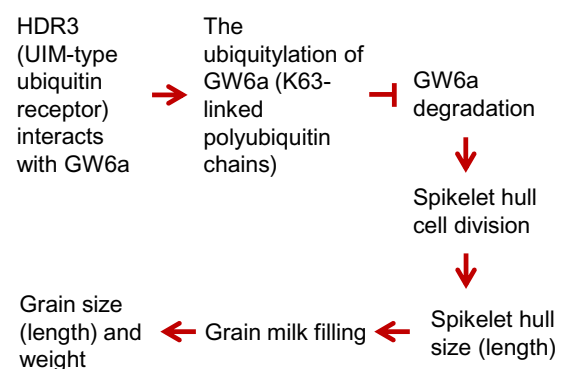 HDR3
(UIM-type
ubiquitin
receptor)
interacts
with GW6a
The
ubiquitylation of
GW6a (K63-
linked
polyubiquitin
chains)
GW6a
degradation
Spikelet hull
cell division
Spikelet hull
size (length)
Grain milk filling
Grain size
(length) and
weight